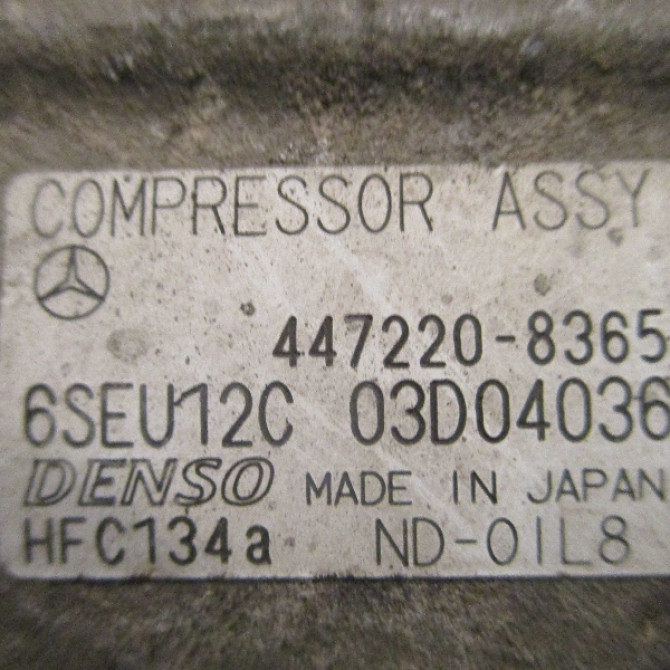 COMPRESSOR ASSY
447220-8365
6SEU12C 03D04036
DENSO MADE IN JAPAN
HFC134a ND-OIL8